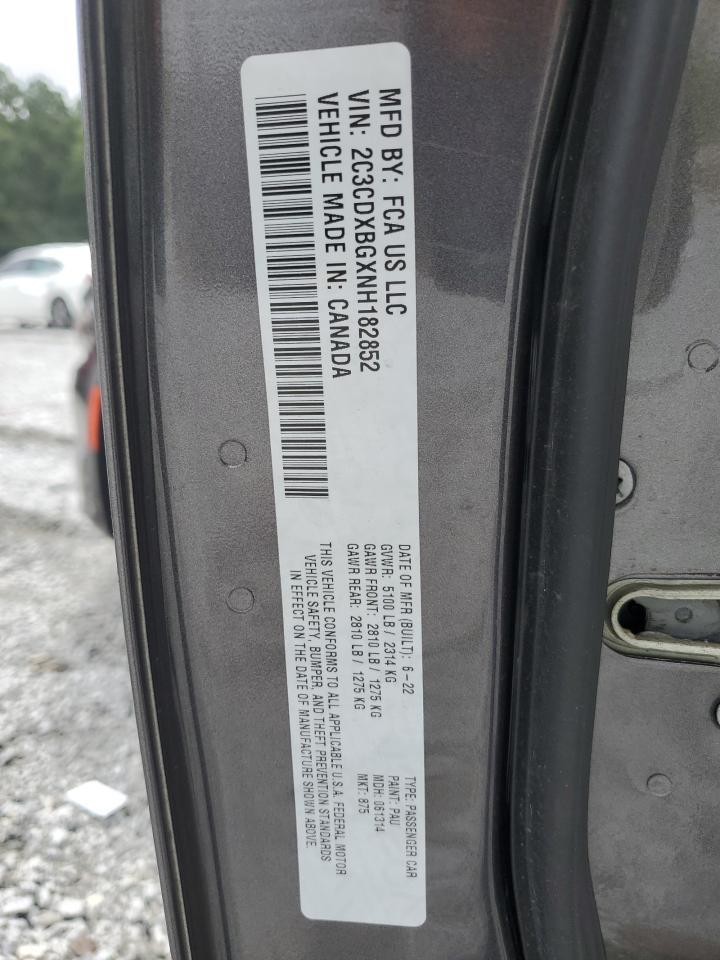 MFD BY: FCA US LLC
VIN: 2C3CDXBGXNH182852
VEHICLE MADE IN: CANADA
DATE OF MFR (BUILT): 6-22
GVWR: 5100 LB / 2314 KG
GAWR FRONT: 2810 LB / 1275 KG
GAWR REAR: 2810 LB / 1275 KG
TYPE: PASSENGER CAR
PAINT: PAU
MDH: 061314
MKT: 875
THIS VEHICLE CONFORMS TO ALL APPLICABLE U.S.A. FEDERAL MOTOR
VEHICLE SAFETY, BUMPER, AND THEFT PREVENTION STANDARDS
IN EFFECT ON THE DATE OF MANUFACTURE SHOWN ABOVE.